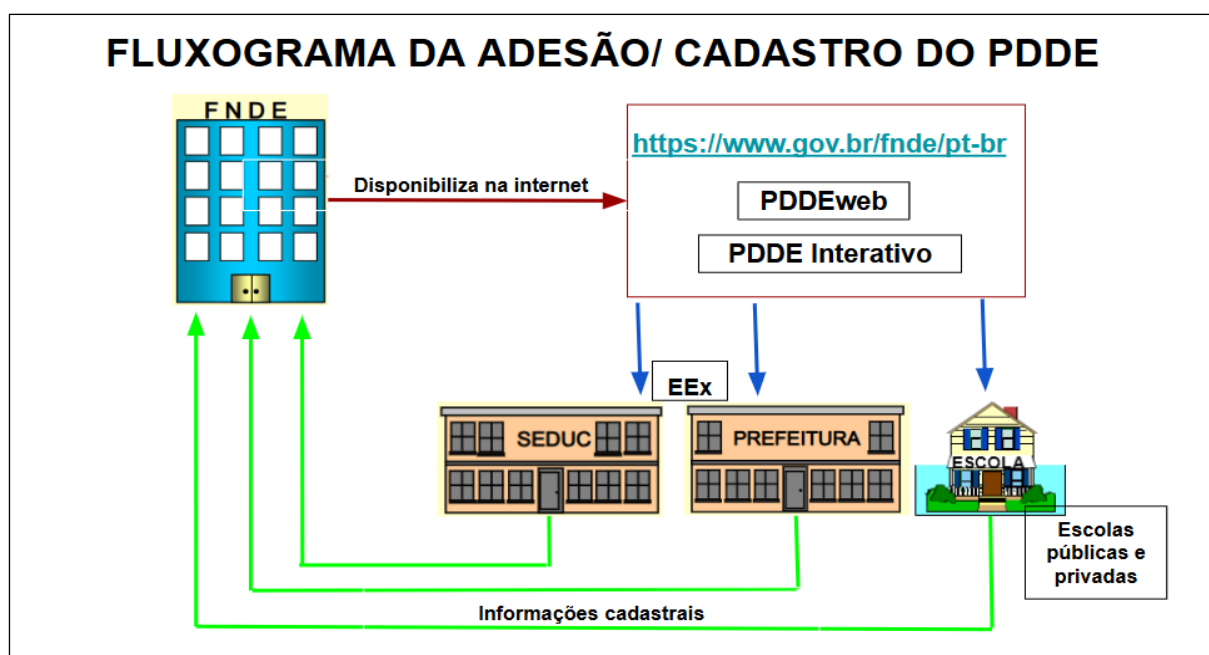 FLUXOGRAMA DA ADESÃO/ CADASTRO DO PDDE
FNDE
https://www.gov.br/fnde/pt-br
Disponibiliza na internet
PDDEweb
PDDE Interativo
EEx
SEDUC
PREFEITURA
ESCOLA
Escolas
públicas e
privadas
Informações cadastrais